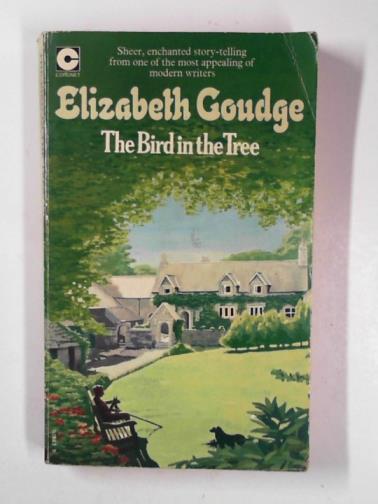 C
CORONET
Sheer, enchanted story-telling
from one of the most appealing of
modern writers
Elizabeth Goudge
The Bird in the Tree